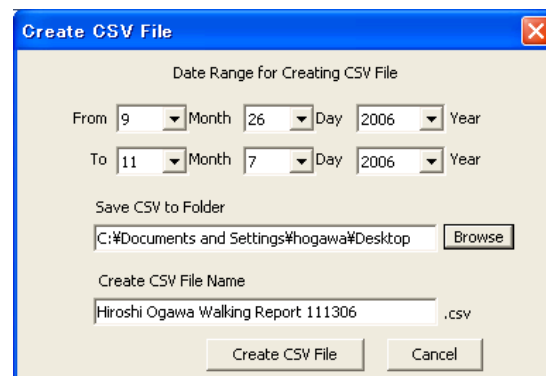 Create CSV File
Date Range for Creating CSV File
From 9 Month 26 Day 2006 Year
To 11 Month 7 Day 2006 Year
Save CSV to Folder
C:¥Documents and Settings¥hogawa¥Desktop Browse
Create CSV File Name
Hiroshi Ogawa Walking Report 111306 .csv
Create CSV File Cancel